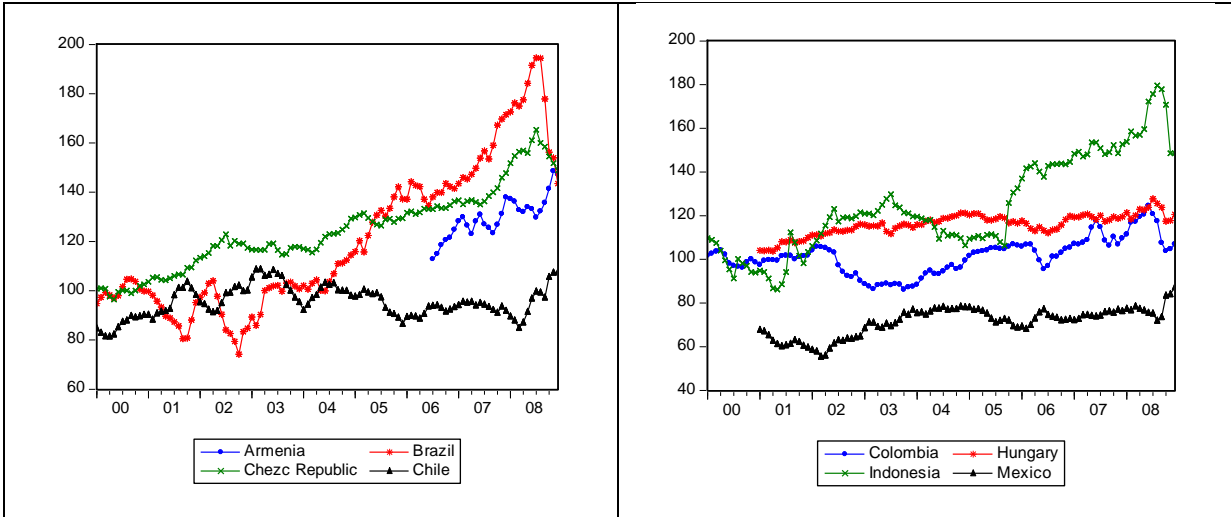 200
180
160
140
120
100
80
60
00 01 02 03 04 05 06 07 08
Armenia Brazil
Chezc Republic Chile
200
180
160
140
120
100
80
60
40
00 01 02 03 04 05 06 07 08
Colombia Hungary
Indonesia Mexico